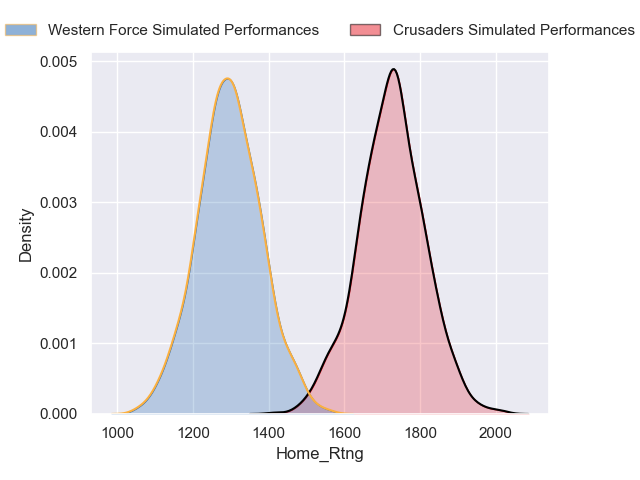 Western Force Simulated Performances Crusaders Simulated Performances
0.005
0.004
0.003
0.002
0.001
0.000
Density
1000 1200 1400 1600 1800 2000
Home_Rtng